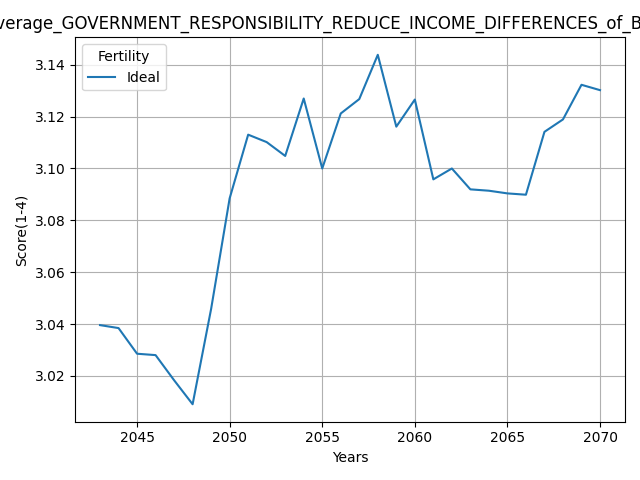 verage_GOVERNMENT_RESPONSIBILITY_REDUCE_INCOME_DIFFERENCES_of_B
Fertility
Ideal
Score(1-4)
3.14
3.12
3.10
3.08
3.06
3.04
3.02
2045 2050 2055 2060 2065 2070
Years